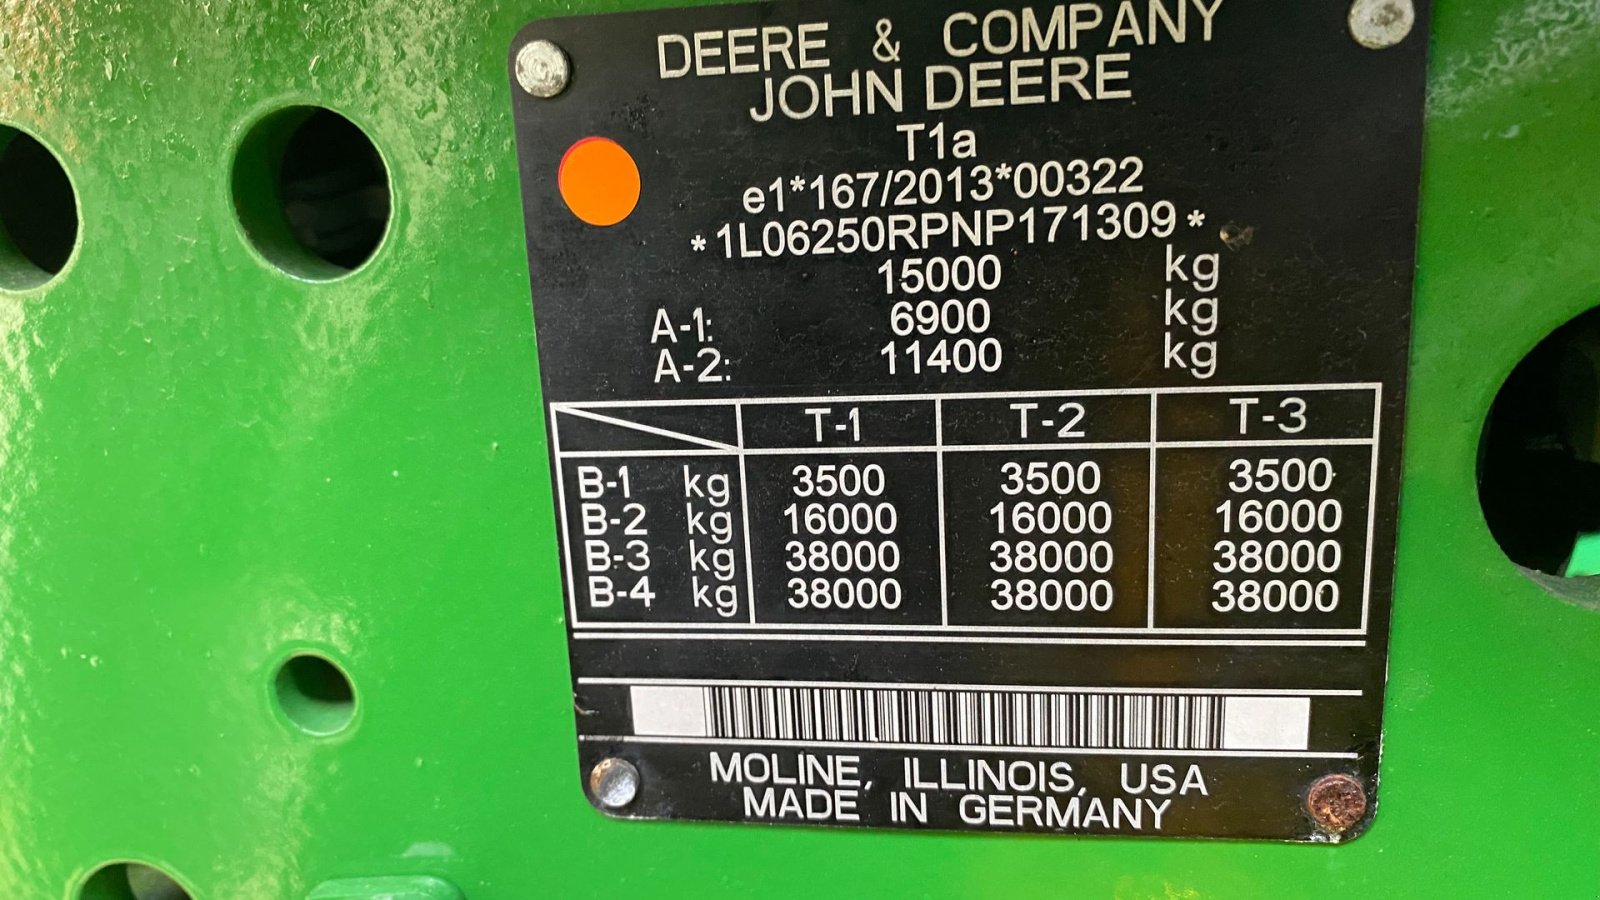 DEERE & COMPANY
JOHN DEERE
T1a
e1*167/2013*00322
*1L06250RPNP171309*
15000 kg
A-1: 6900 kg
A-2: 11400 kg
T-1 T-2 T-3
B-1 kg 3500 3500 3500
B-2 kg 16000 16000 16000
B-3 kg 38000 38000 38000
B-4 kg 38000 38000 38000
MOLINE, ILLINOIS, USA
MADE IN GERMANY